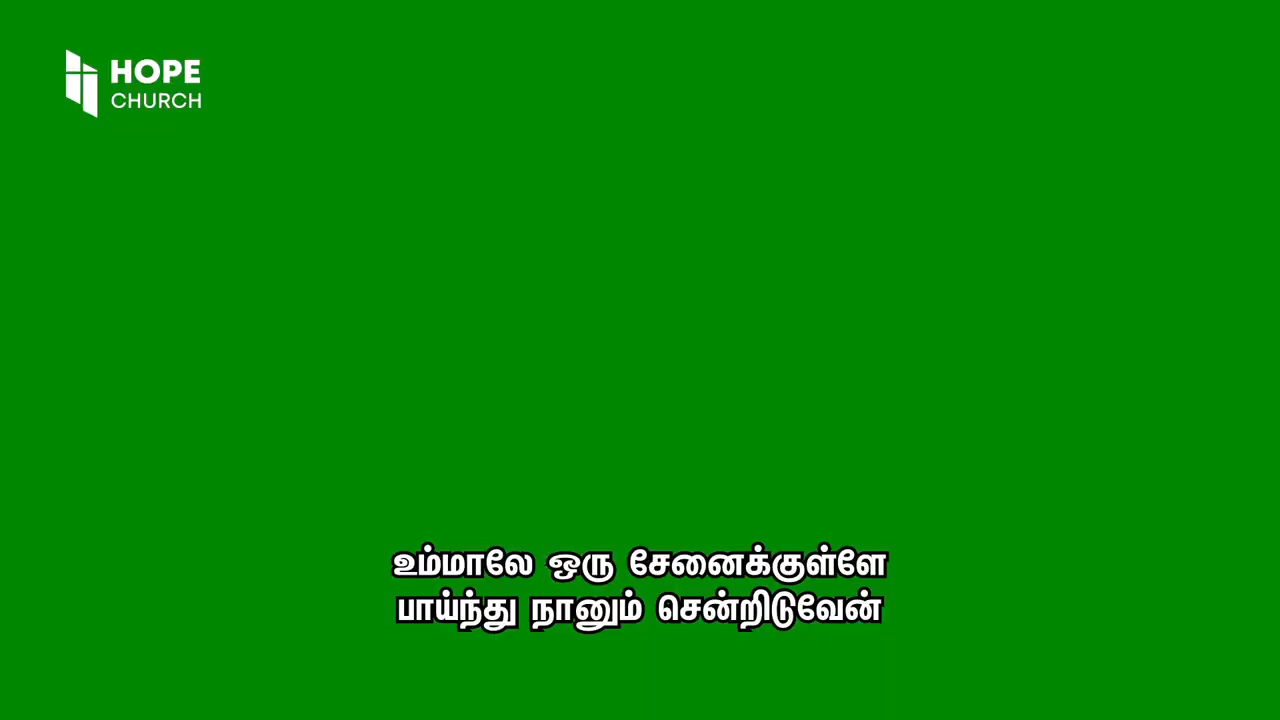 HOPE
CHURCH
உம்மாலே ஒரு சேனைக்குள்ளே
பாய்ந்து நானும் சென்றிடுவேன்